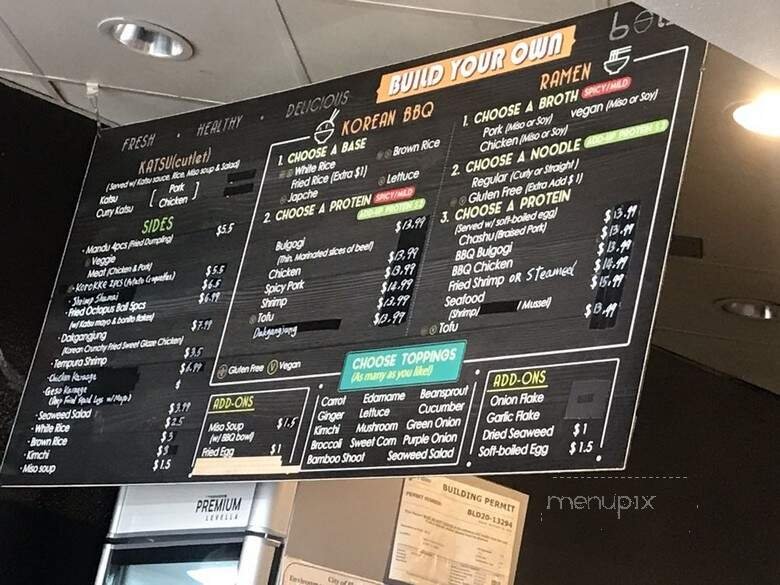 FRESH · HEALTHY · DELICIOUS
BUILD YOUR OWN
KATSU(cutlet)
(Served w/ Katsu sauce, Rice, Miso soup & Salad)
Katsu
Curry Katsu
[ Pork
Chicken ]
SIDES
· Mandu 4pcs (Fried Dumpling) $5.5
Veggie
Meat (Chicken & Pork) $5.5
$6.5
· Shrimp Shumai $6.99
· Fried Octopus Ball 5pcs
(w/ Katsu mayo & bonito flakes) $7.99
· Dakgangjung
(Korean Crunchy Fried Sweet Glaze Chicken) $3.5
· Tempura Shrimp $6.99
· Chicken Karaage $
· Geso Karaage
· Seaweed Salad $3.99
· White Rice $2.5
· Brown Rice $3
· Kimchi
· Miso soup $1.5
KOREAN BBQ
1. CHOOSE A BASE
White Rice
Brown Rice
Fried Rice (Extra $1)
Lettuce
Japche
2. CHOOSE A PROTEIN SPICY/MILD
ADD-UP PROTEIN $3
Bulgogi $13.99
(Thin, Marinated slices of beef)
Chicken $13.99
Spicy Pork $13.99
Shrimp $14.99
Tofu $12.99
Dakgangjung $13.99
Gluten Free Vegan
RAMEN
1. CHOOSE A BROTH SPICY/MILD
Pork (Miso or Soy) Vegan (Miso or Soy)
Chicken (Miso or Soy)
2. CHOOSE A NOODLE ADD-UP PROTEIN $3
Regular (Curly or Straight)
Gluten Free (Extra Add $1)
3. CHOOSE A PROTEIN
(Served w/ soft-boiled egg)
Chashu (Braised Pork) $13.99
BBQ Bulgogi $13.99
BBQ Chicken $13.99
Fried Shrimp OR Steamed $14.99
Seafood $15.99
(Shrimp/ / Mussel)
Tofu $13.99
CHOOSE TOPPINGS
(As many as you like!)
Carrot Edamame Beansprout
Ginger Lettuce Cucumber
Kimchi Mushroom Green Onion
Broccoli Sweet Corn Purple Onion
Bamboo Shoot Seaweed Salad
ADD-ONS
Miso Soup $1.5
(w/ BBQ bowl)
Fried Egg $1
ADD-ONS
Onion Flake
Garlic Flake
Dried Seaweed $1
Soft-boiled Egg $1.5
PREMIUM
LEVELLA
BUILDING PERMIT
PERMIT NUMBER: BLD20-13294
City of
menupix